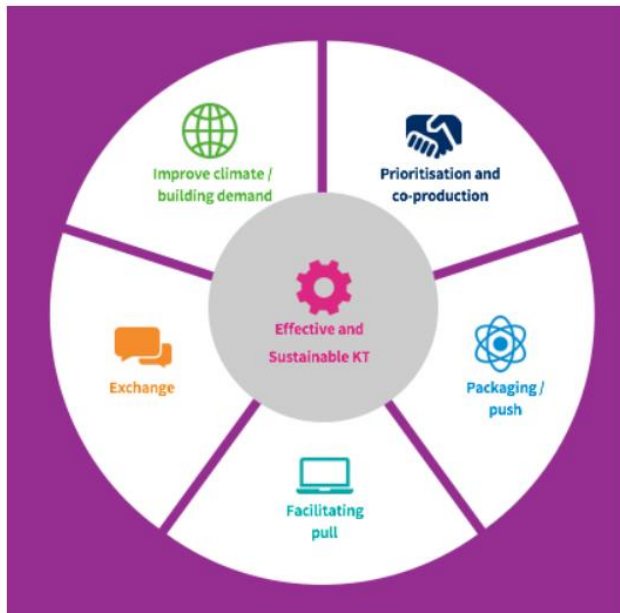 Improve climate /
building demand
Prioritisation and
co-production
Effective and
Sustainable KT
Exchange
Packaging /
push
Facilitating
pull